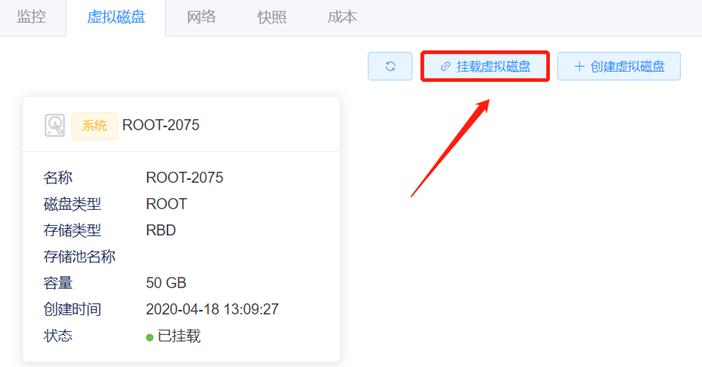 监控 虚拟磁盘 网络 快照 成本
挂载虚拟磁盘 创建虚拟磁盘
系统 ROOT-2075
名称 ROOT-2075
磁盘类型 ROOT
存储类型 RBD
存储池名称
容量 50 GB
创建时间 2020-04-18 13:09:27
状态 已挂载